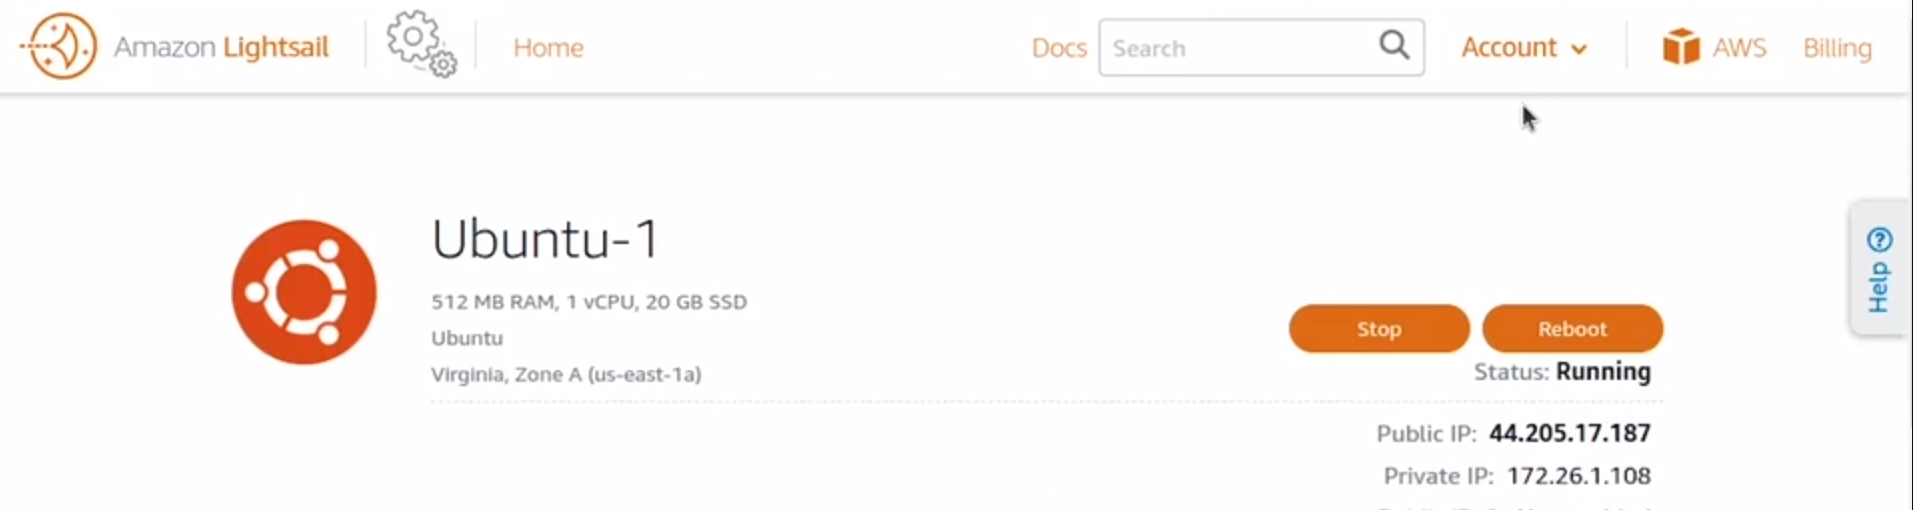 Amazon Lightsail Home Docs Search Account AWS Billing
Ubuntu-1
512 MB RAM, 1 vCPU, 20 GB SSD
Ubuntu
Virginia, Zone A (us-east-1a)
Stop Reboot
Status: Running
Public IP: 44.205.17.187
Private IP: 172.26.1.108
Help